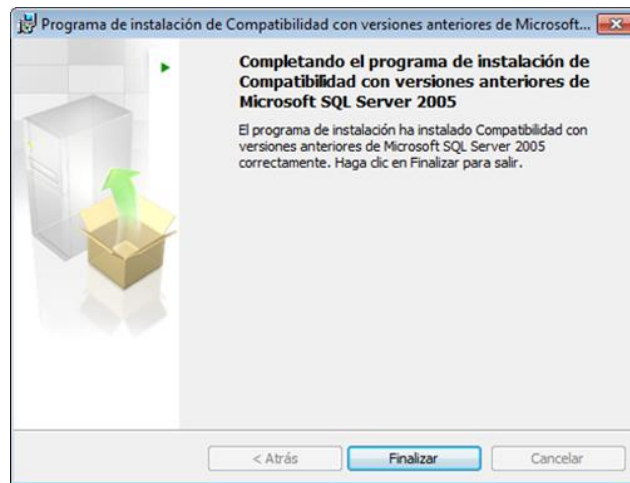 Programa de instalación de Compatibilidad con versiones anteriores de Microsoft...
Completando el programa de instalación de
Compatibilidad con versiones anteriores de
Microsoft SQL Server 2005
El programa de instalación ha instalado Compatibilidad con
versiones anteriores de Microsoft SQL Server 2005
correctamente. Haga clic en Finalizar para salir.
< Atrás
Finalizar
Cancelar